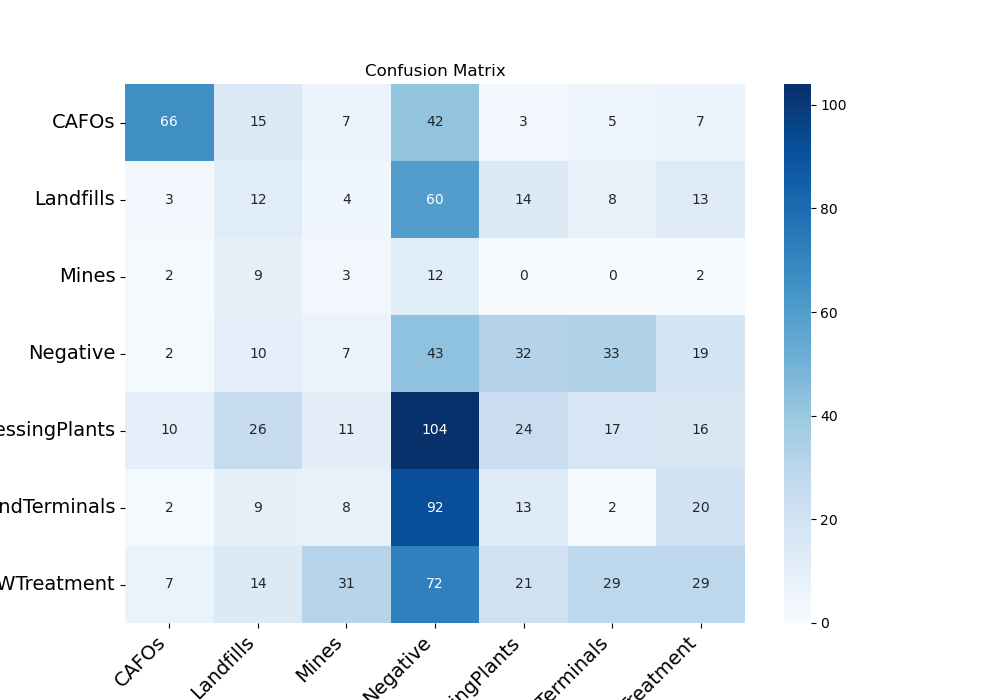 Confusion Matrix
CAFOs 66 15 7 42 3 5 7
Landfills 3 12 4 60 14 8 13
Mines 2 9 3 12 0 0 2
Negative 2 10 7 43 32 33 19
essingPlants 10 26 11 104 24 17 16
ndTerminals 2 9 8 92 13 2 20
WTreatment 7 14 31 72 21 29 29
CAFOs Landfills Mines Negative ingPlants Terminals reatment
100
80
60
40
20
0